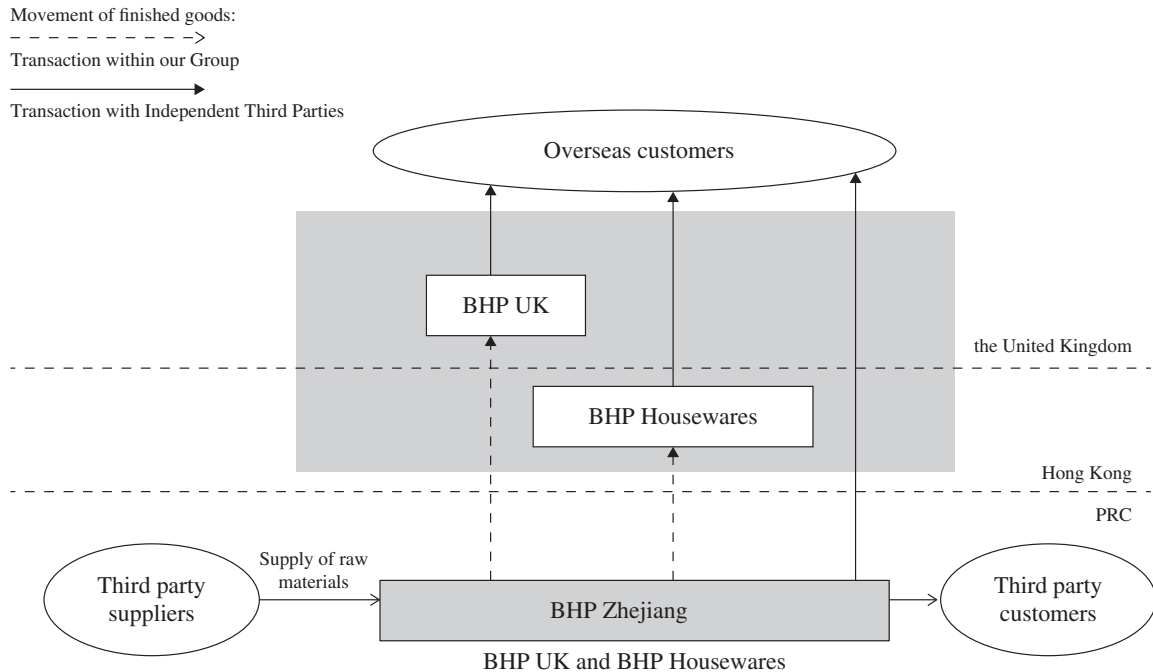 Movement of finished goods:
Transaction within our Group
Transaction with Independent Third Parties
Overseas customers
BHP UK
the United Kingdom
BHP Housewares
Hong Kong
PRC
Third party
suppliers
Supply of raw
materials
BHP Zhejiang
Third party
customers
BHP UK and BHP Housewares